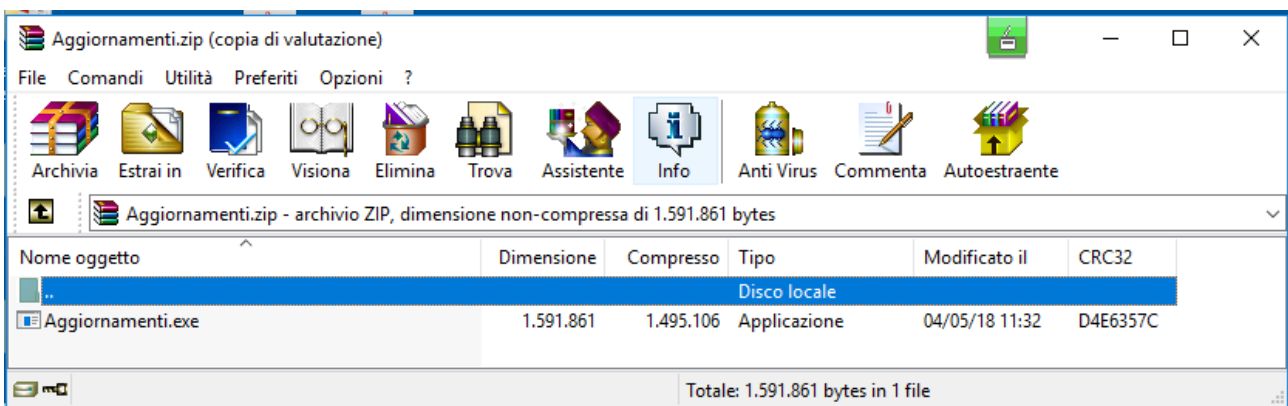 Aggiornamenti.zip (copia di valutazione)
File Comandi Utilità Preferiti Opzioni ?
Archivia Estrai in Verifica Visiona Elimina Trova Assistente Info Anti Virus Commenta Autoestraente
Aggiornamenti.zip - archivio ZIP, dimensione non-compressa di 1.591.861 bytes
Nome oggetto Dimensione Compresso Tipo Modificato il CRC32
.. Disco locale
Aggiornamenti.exe 1.591.861 1.495.106 Applicazione 04/05/18 11:32 D4E6357C
Totale: 1.591.861 bytes in 1 file